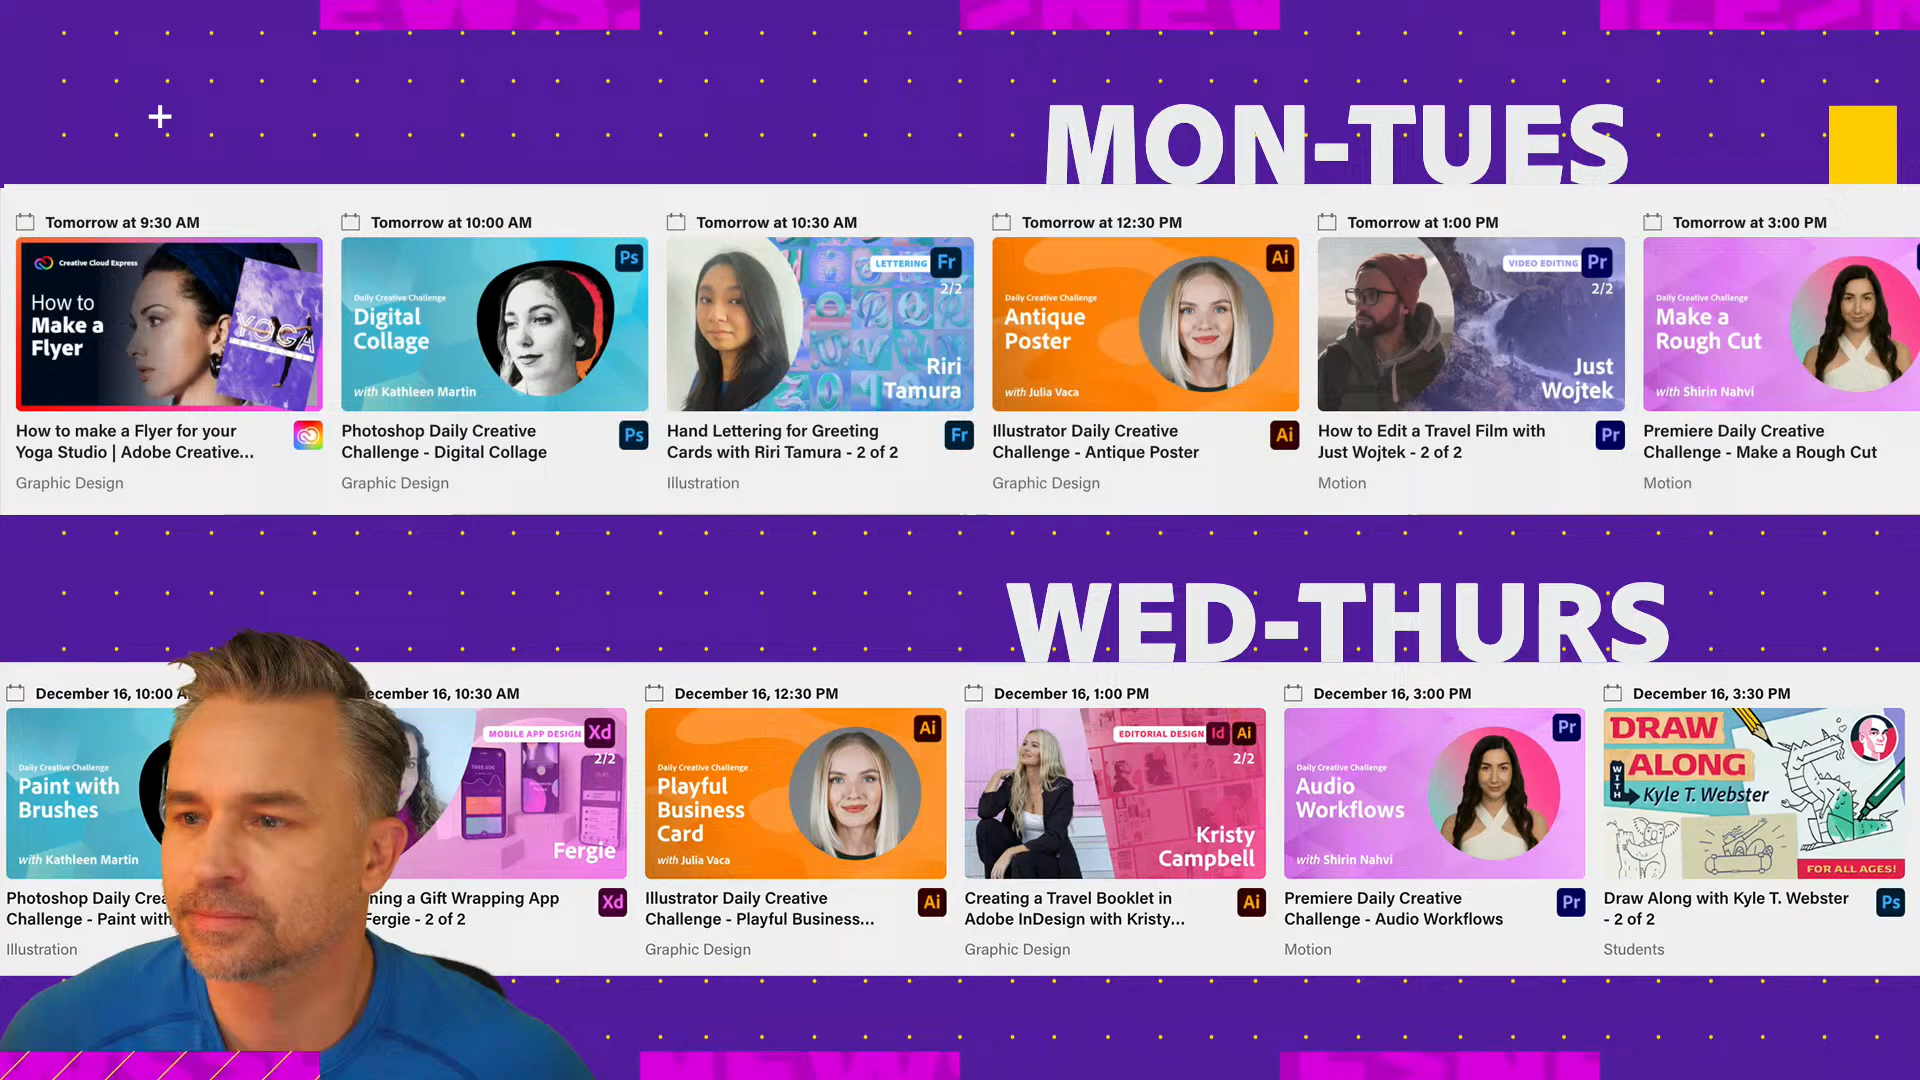 MON-TUES
Tomorrow at 9:30 AM
Creative Cloud Express
How to
Make a
Flyer
YOGA
How to make a Flyer for your
Yoga Studio | Adobe Creative...
Graphic Design
Tomorrow at 10:00 AM
Ps
Daily Creative Challenge
Digital
Collage
with Kathleen Martin
Photoshop Daily Creative
Challenge - Digital Collage
Ps
Graphic Design
Tomorrow at 10:30 AM
LETTERING Fr
2/2
Riri
Tamura
Hand Lettering for Greeting
Cards with Riri Tamura - 2 of 2
Fr
Illustration
Tomorrow at 12:30 PM
Ai
Daily Creative Challenge
Antique
Poster
with Julia Vaca
Illustrator Daily Creative
Challenge - Antique Poster
Ai
Graphic Design
Tomorrow at 1:00 PM
VIDEO EDITING Pr
2/2
Just
Wojtek
How to Edit a Travel Film with
Just Wojtek - 2 of 2
Pr
Motion
Tomorrow at 3:00 PM
Daily Creative Challenge
Make a
Rough Cut
with Shirin Nahvi
Premiere Daily Creative
Challenge - Make a Rough Cut
Motion
WED-THURS
December 16, 10:00
Daily Creative Challenge
Paint with
Brushes
with Kathleen Martin
Photoshop Daily Crea
Challenge - Paint with
Illustration
ecember 16, 10:30 AM
MOBILE APP DESIGN Xd
2/2
Fergie
ning a Gift Wrapping App
Fergie - 2 of 2
Xd
December 16, 12:30 PM
Ai
Daily Creative Challenge
Playful
Business
Card
with Julia Vaca
Illustrator Daily Creative
Challenge - Playful Business...
Ai
Graphic Design
December 16, 1:00 PM
EDITORIAL DESIGN Id Ai
2/2
Kristy
Campbell
Creating a Travel Booklet in
Adobe InDesign with Kristy...
Ai
Graphic Design
December 16, 3:00 PM
Pr
Daily Creative Challenge
Audio
Workflows
with Shirin Nahvi
Premiere Daily Creative
Challenge - Audio Workflows
Pr
Motion
December 16, 3:30 PM
DRAW
ALONG
WITH
Kyle T. Webster
FOR ALL AGES!
Draw Along with Kyle T. Webster
- 2 of 2
Ps
Students